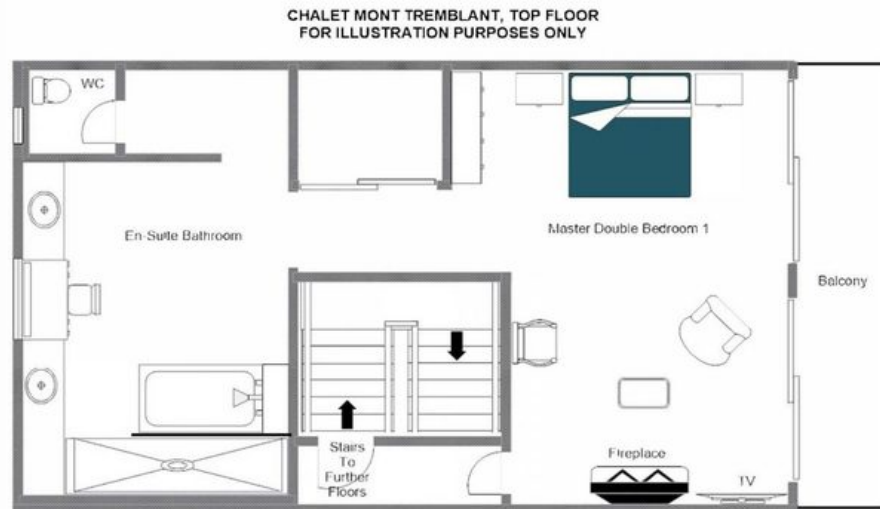 CHALET MONT TREMBLANT, TOP FLOOR
FOR ILLUSTRATION PURPOSES ONLY
WC
En-Suite Bathroom
Master Double Bedroom 1
Balcony
Stairs
To
Further
Floors
Fireplace
TV